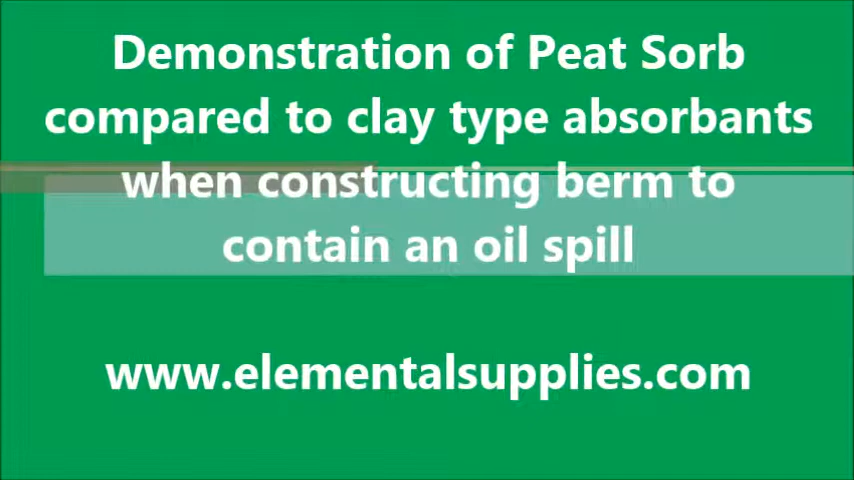 Demonstration of Peat Sorb
compared to clay type absorbants
when constructing berm to
contain an oil spill
www.elementalsupplies.com